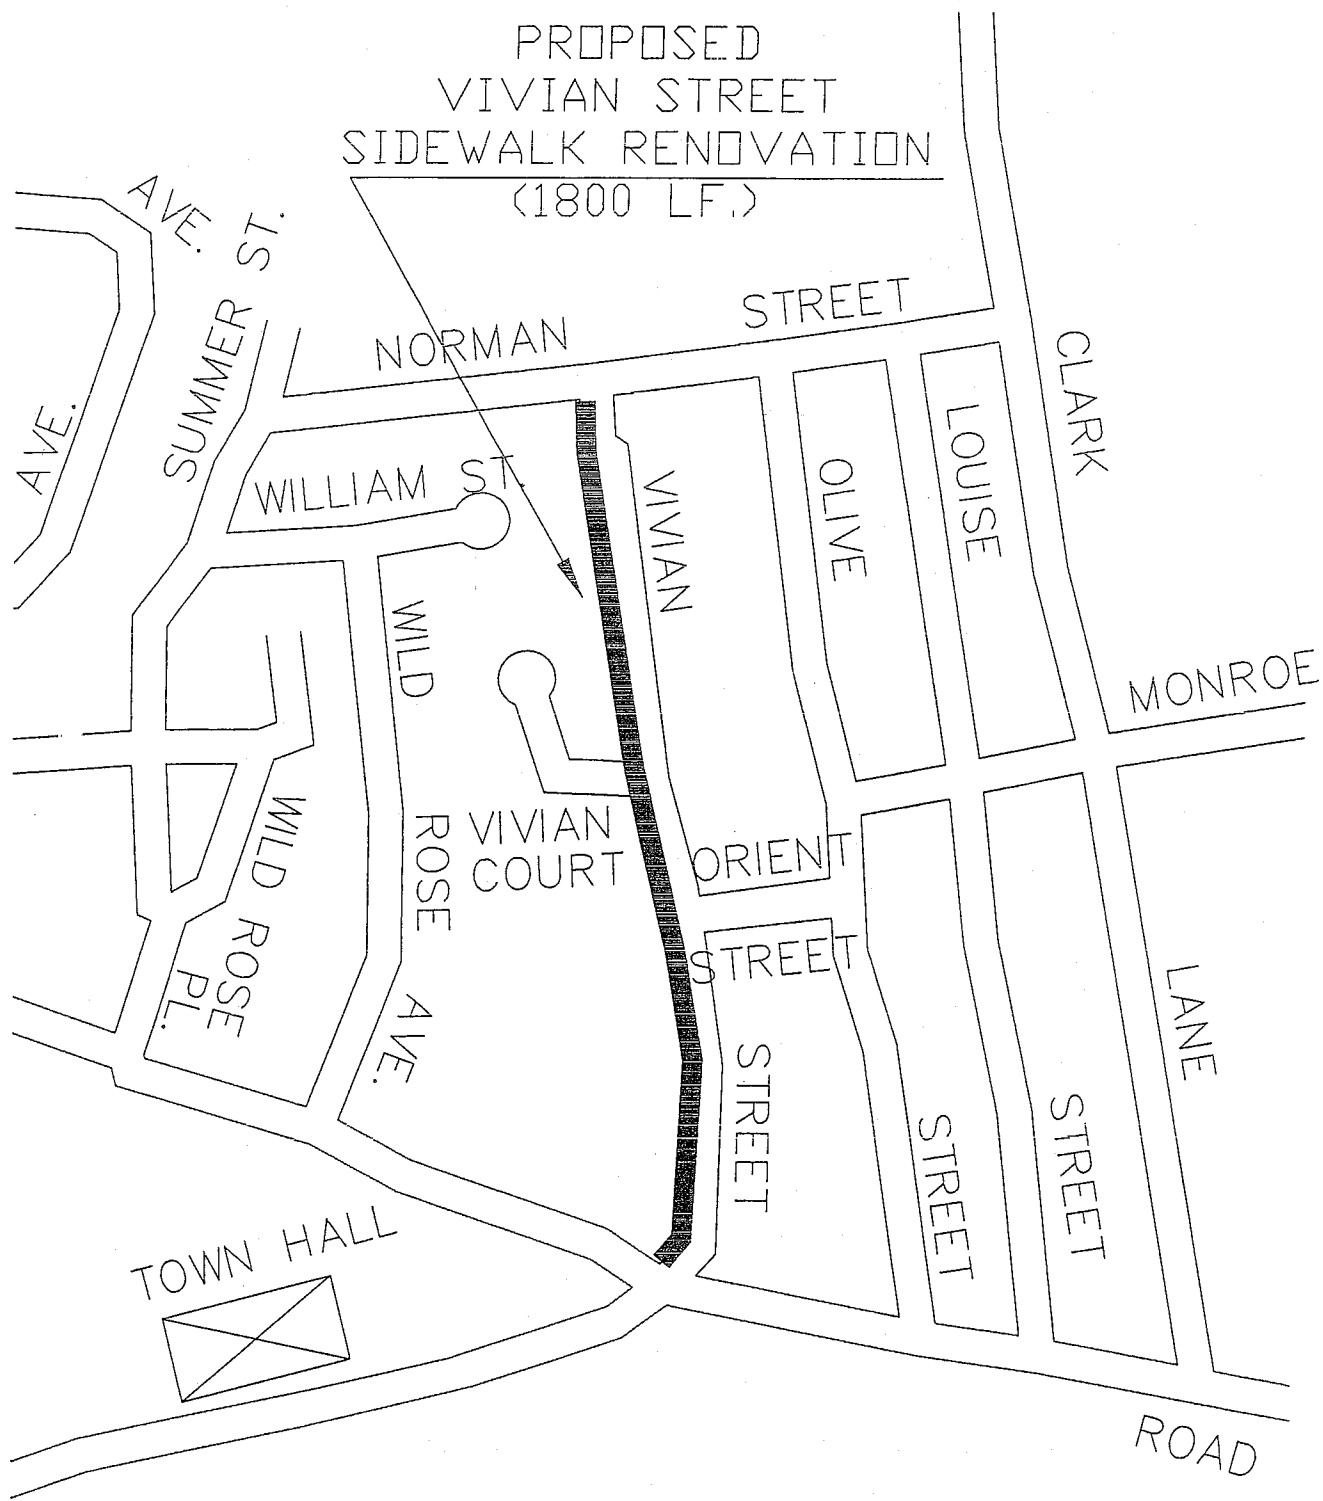 PROPOSED
VIVIAN STREET
SIDEWALK RENOVATION
(1800 LF.)
AVE.
SUMMER ST.
NORMAN STREET
AVE.
WILLIAM ST.
CLARK LANE
LOUISE STREET
OLIVE STREET
VIVIAN STREET
WILD ROSE AVE.
MONROE
WILD ROSE
PL.
VIVIAN
COURT
ORIENT
STREET
TOWN HALL
ROAD